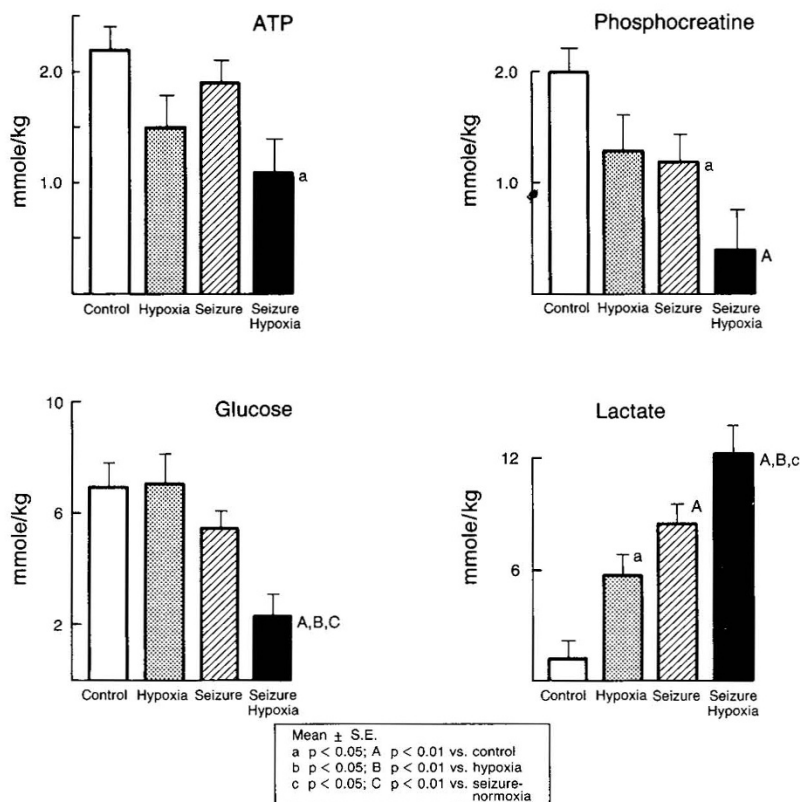 ATP
mmole/kg
2.0
1.0
Control Hypoxia Seizure Seizure
Hypoxia
a
Phosphocreatine
mmole/kg
2.0
1.0
a
A
Control Hypoxia Seizure Seizure
Hypoxia
Glucose
mmole/kg
10
6
2
A,B,C
Control Hypoxia Seizure Seizure
Hypoxia
Lactate
mmole/kg
12
6
a
A
A,B,c
Control Hypoxia Seizure Seizure
Hypoxia
Mean ± S.E.
a p < 0.05; A p < 0.01 vs. control
b p < 0.05; B p < 0.01 vs. hypoxia
c p < 0.05; C p < 0.01 vs. seizure-
normoxia